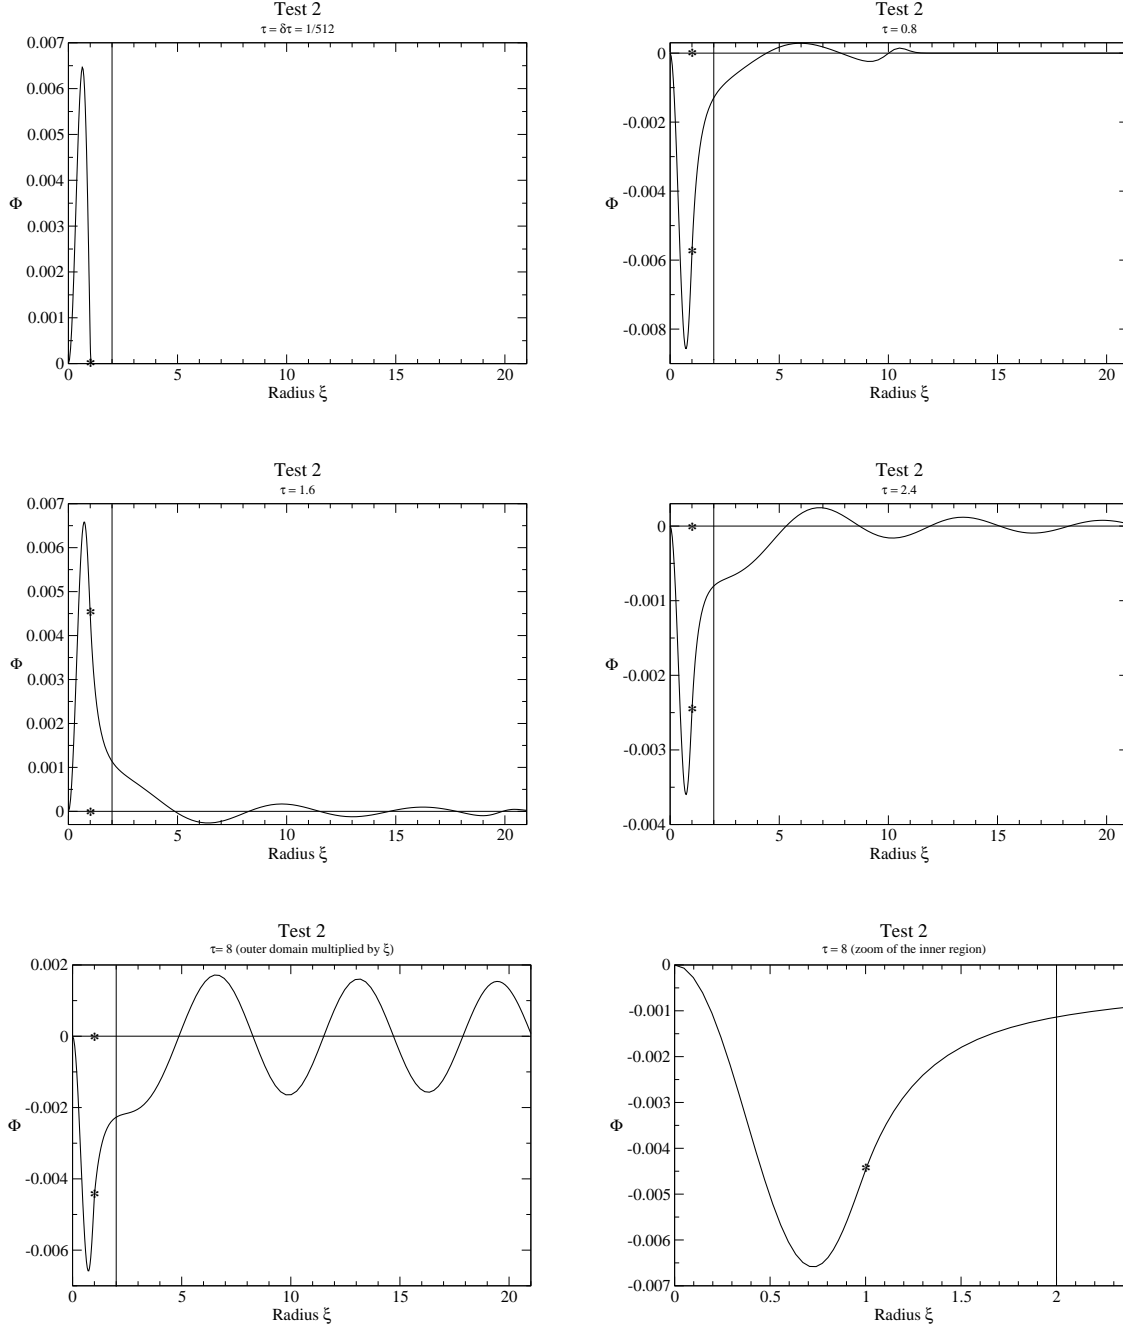 Test 2
τ = δτ = 1/512
0.007
0.006
0.005
0.004
Φ
0.003
0.002
0.001
0
0 5 10 15 20
Radius ξ
Test 2
τ = 0.8
0
-0.002
-0.004
Φ
-0.006
-0.008
0 5 10 15 20
Radius ξ
Test 2
τ = 1.6
0.007
0.006
0.005
0.004
Φ
0.003
0.002
0.001
0
0 5 10 15 20
Radius ξ
Test 2
τ = 2.4
0
-0.001
-0.002
Φ
-0.003
-0.004
0 5 10 15 20
Radius ξ
Test 2
τ= 8 (outer domain multiplied by ξ)
0.002
0
-0.002
Φ
-0.004
-0.006
0 5 10 15 20
Radius ξ
Test 2
τ = 8 (zoom of the inner region)
0
-0.001
-0.002
-0.003
Φ
-0.004
-0.005
-0.006
-0.007
0 0.5 1 1.5 2
Radius ξ